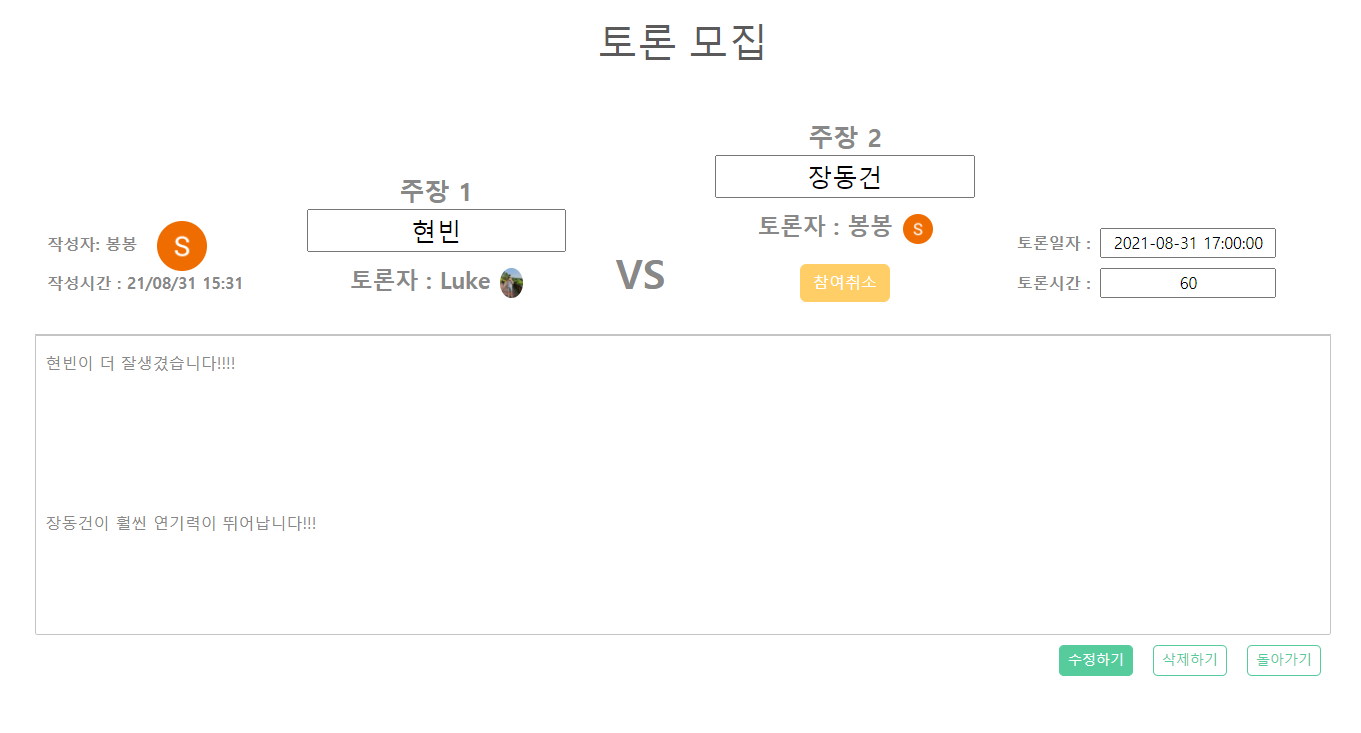 토론 모집
작성자: 봉봉 S
작성시간 : 21/08/31 15:31
주장 1
현빈
토론자 : Luke
VS
주장 2
장동건
토론자 : 봉봉 S
참여취소
토론일자 : 2021-08-31 17:00:00
토론시간 : 60
현빈이 더 잘생겼습니다!!!!
장동건이 훨씬 연기력이 뛰어납니다!!!
수정하기 삭제하기 돌아가기